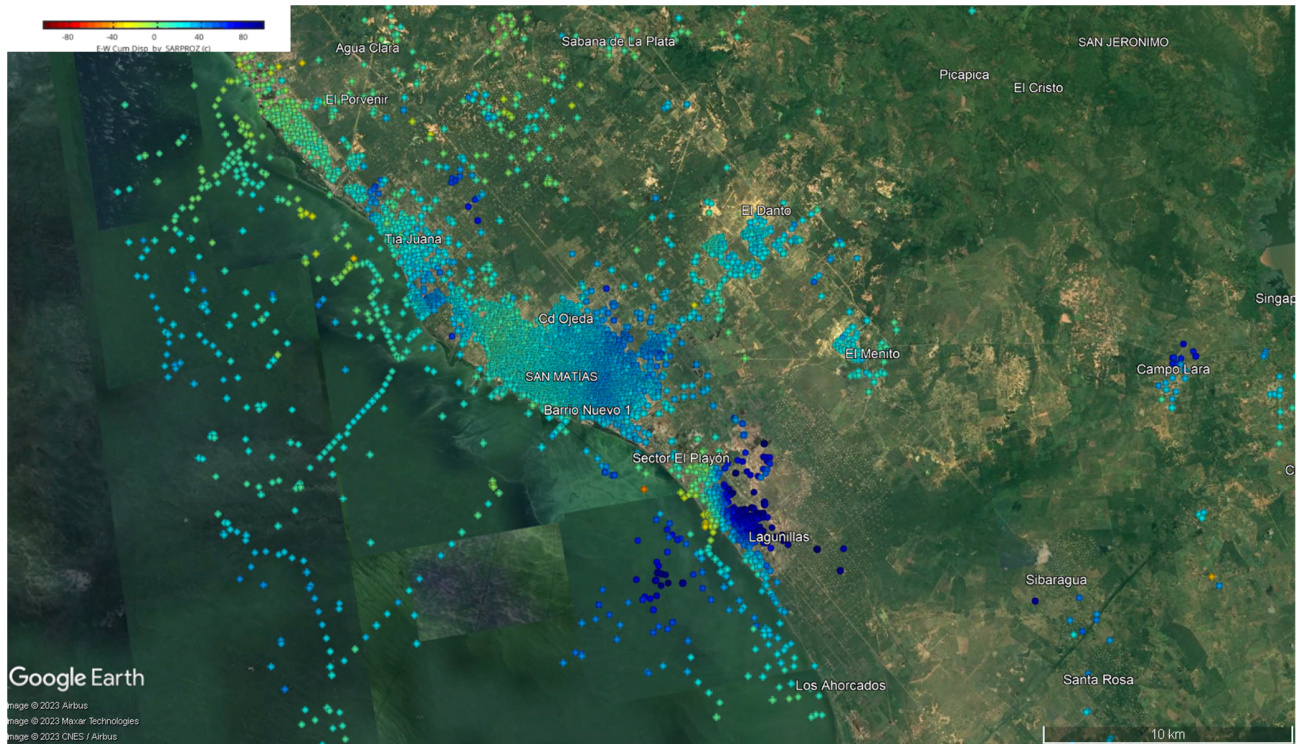 -80 -40 0 40 80
E-W Cum Disp by SARPROZ (c)
Agua Clara
Sabana de La Plata
SAN JERONIMO
Picapica
El Cristo
El Porvenir
El Danto
Tia Juana
Singap
Cd Ojeda
El Menito
Campo Lara
SAN MATIAS
Barrio Nuevo 1
Sector El Playón
C
Lagunillas
Sibaragua
Santa Rosa
Los Ahorcados
Google Earth
mage © 2023 Airbus
mage © 2023 Maxar Technologies
mage © 2023 CNES / Airbus
10 km